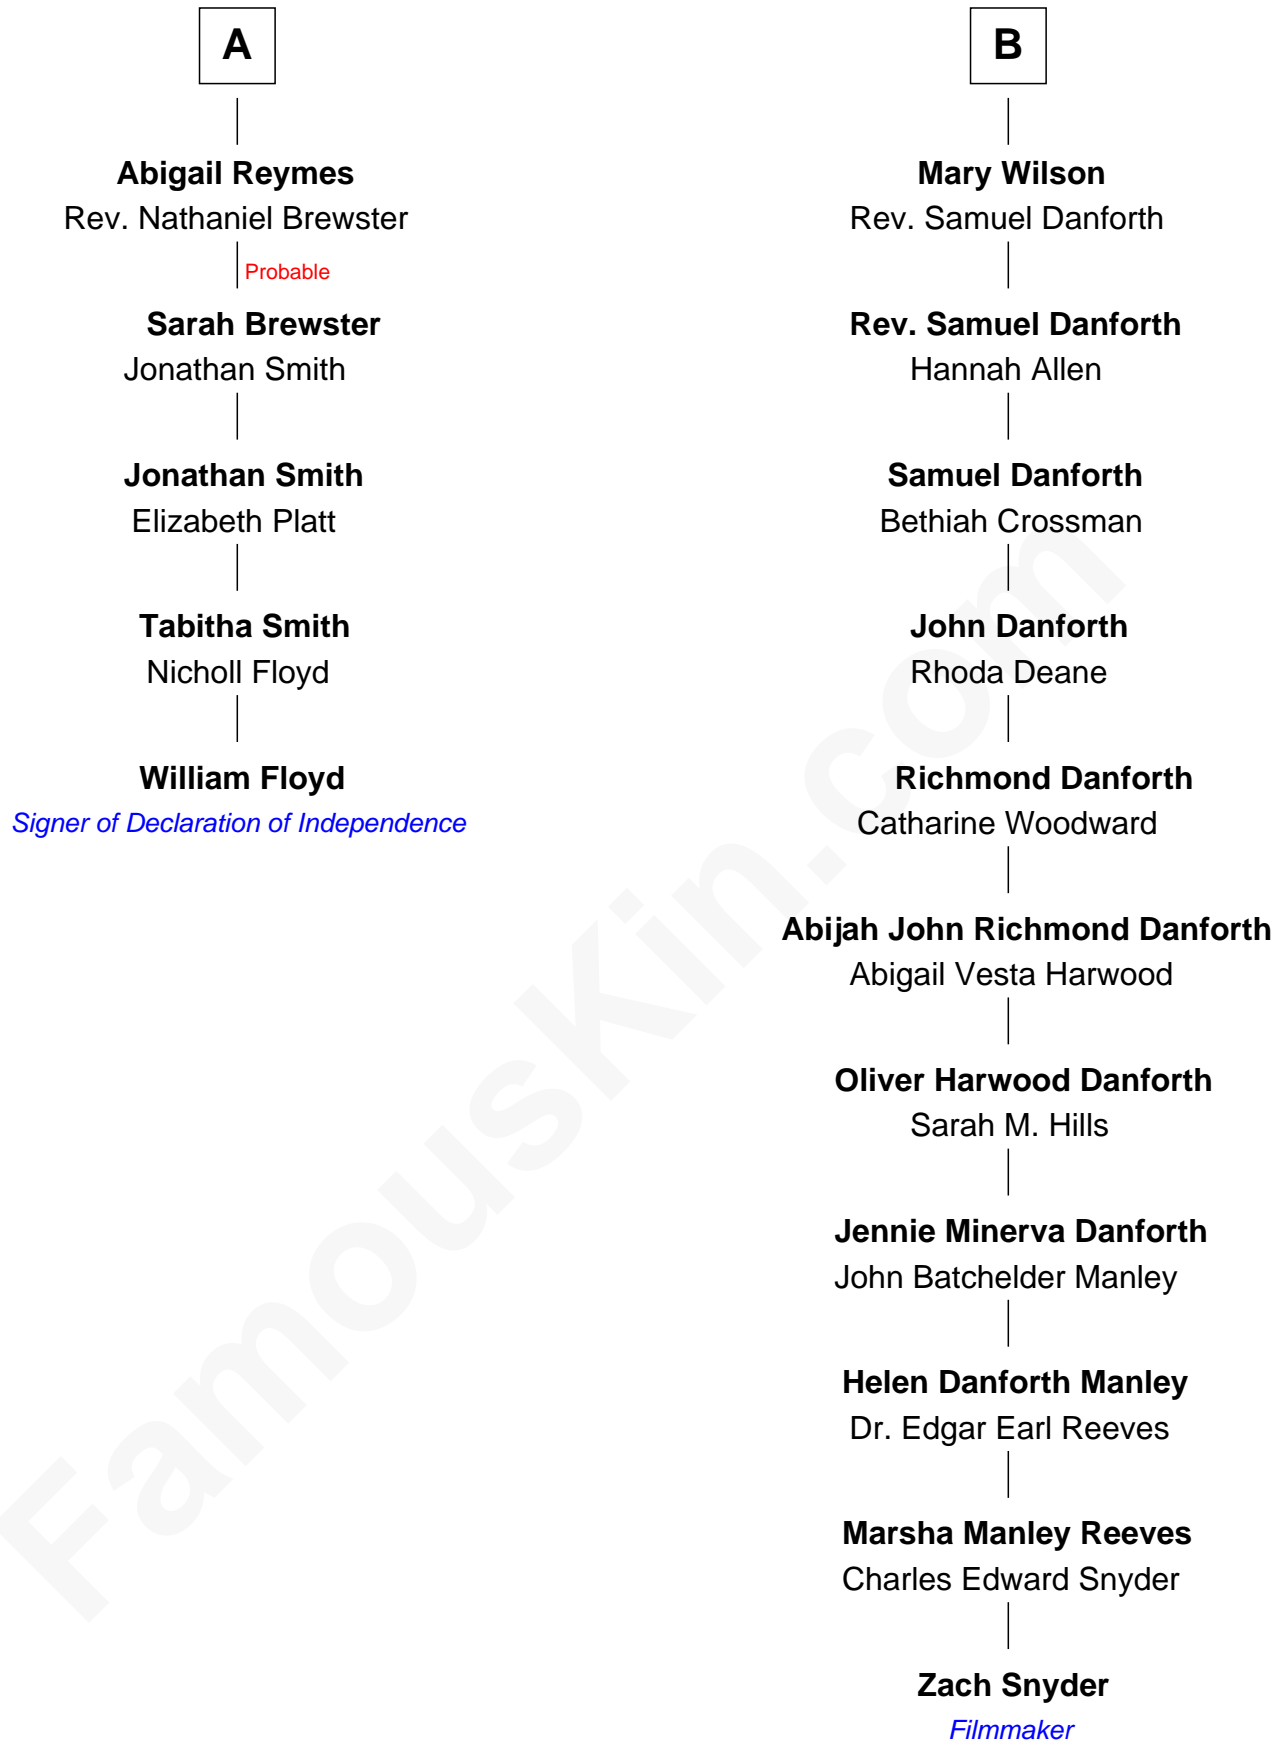 A
Abigail Reymes
Rev. Nathaniel Brewster
Probable
Sarah Brewster
Jonathan Smith
Jonathan Smith
Elizabeth Platt
Tabitha Smith
Nicholl Floyd
William Floyd
Signer of Declaration of Independence
B
Mary Wilson
Rev. Samuel Danforth
Rev. Samuel Danforth
Hannah Allen
Samuel Danforth
Bethiah Crossman
John Danforth
Rhoda Deane
Richmond Danforth
Catharine Woodward
Abijah John Richmond Danforth
Abigail Vesta Harwood
Oliver Harwood Danforth
Sarah M. Hills
Jennie Minerva Danforth
John Batchelder Manley
Helen Danforth Manley
Dr. Edgar Earl Reeves
Marsha Manley Reeves
Charles Edward Snyder
Zach Snyder
Filmmaker
FamousKin.com